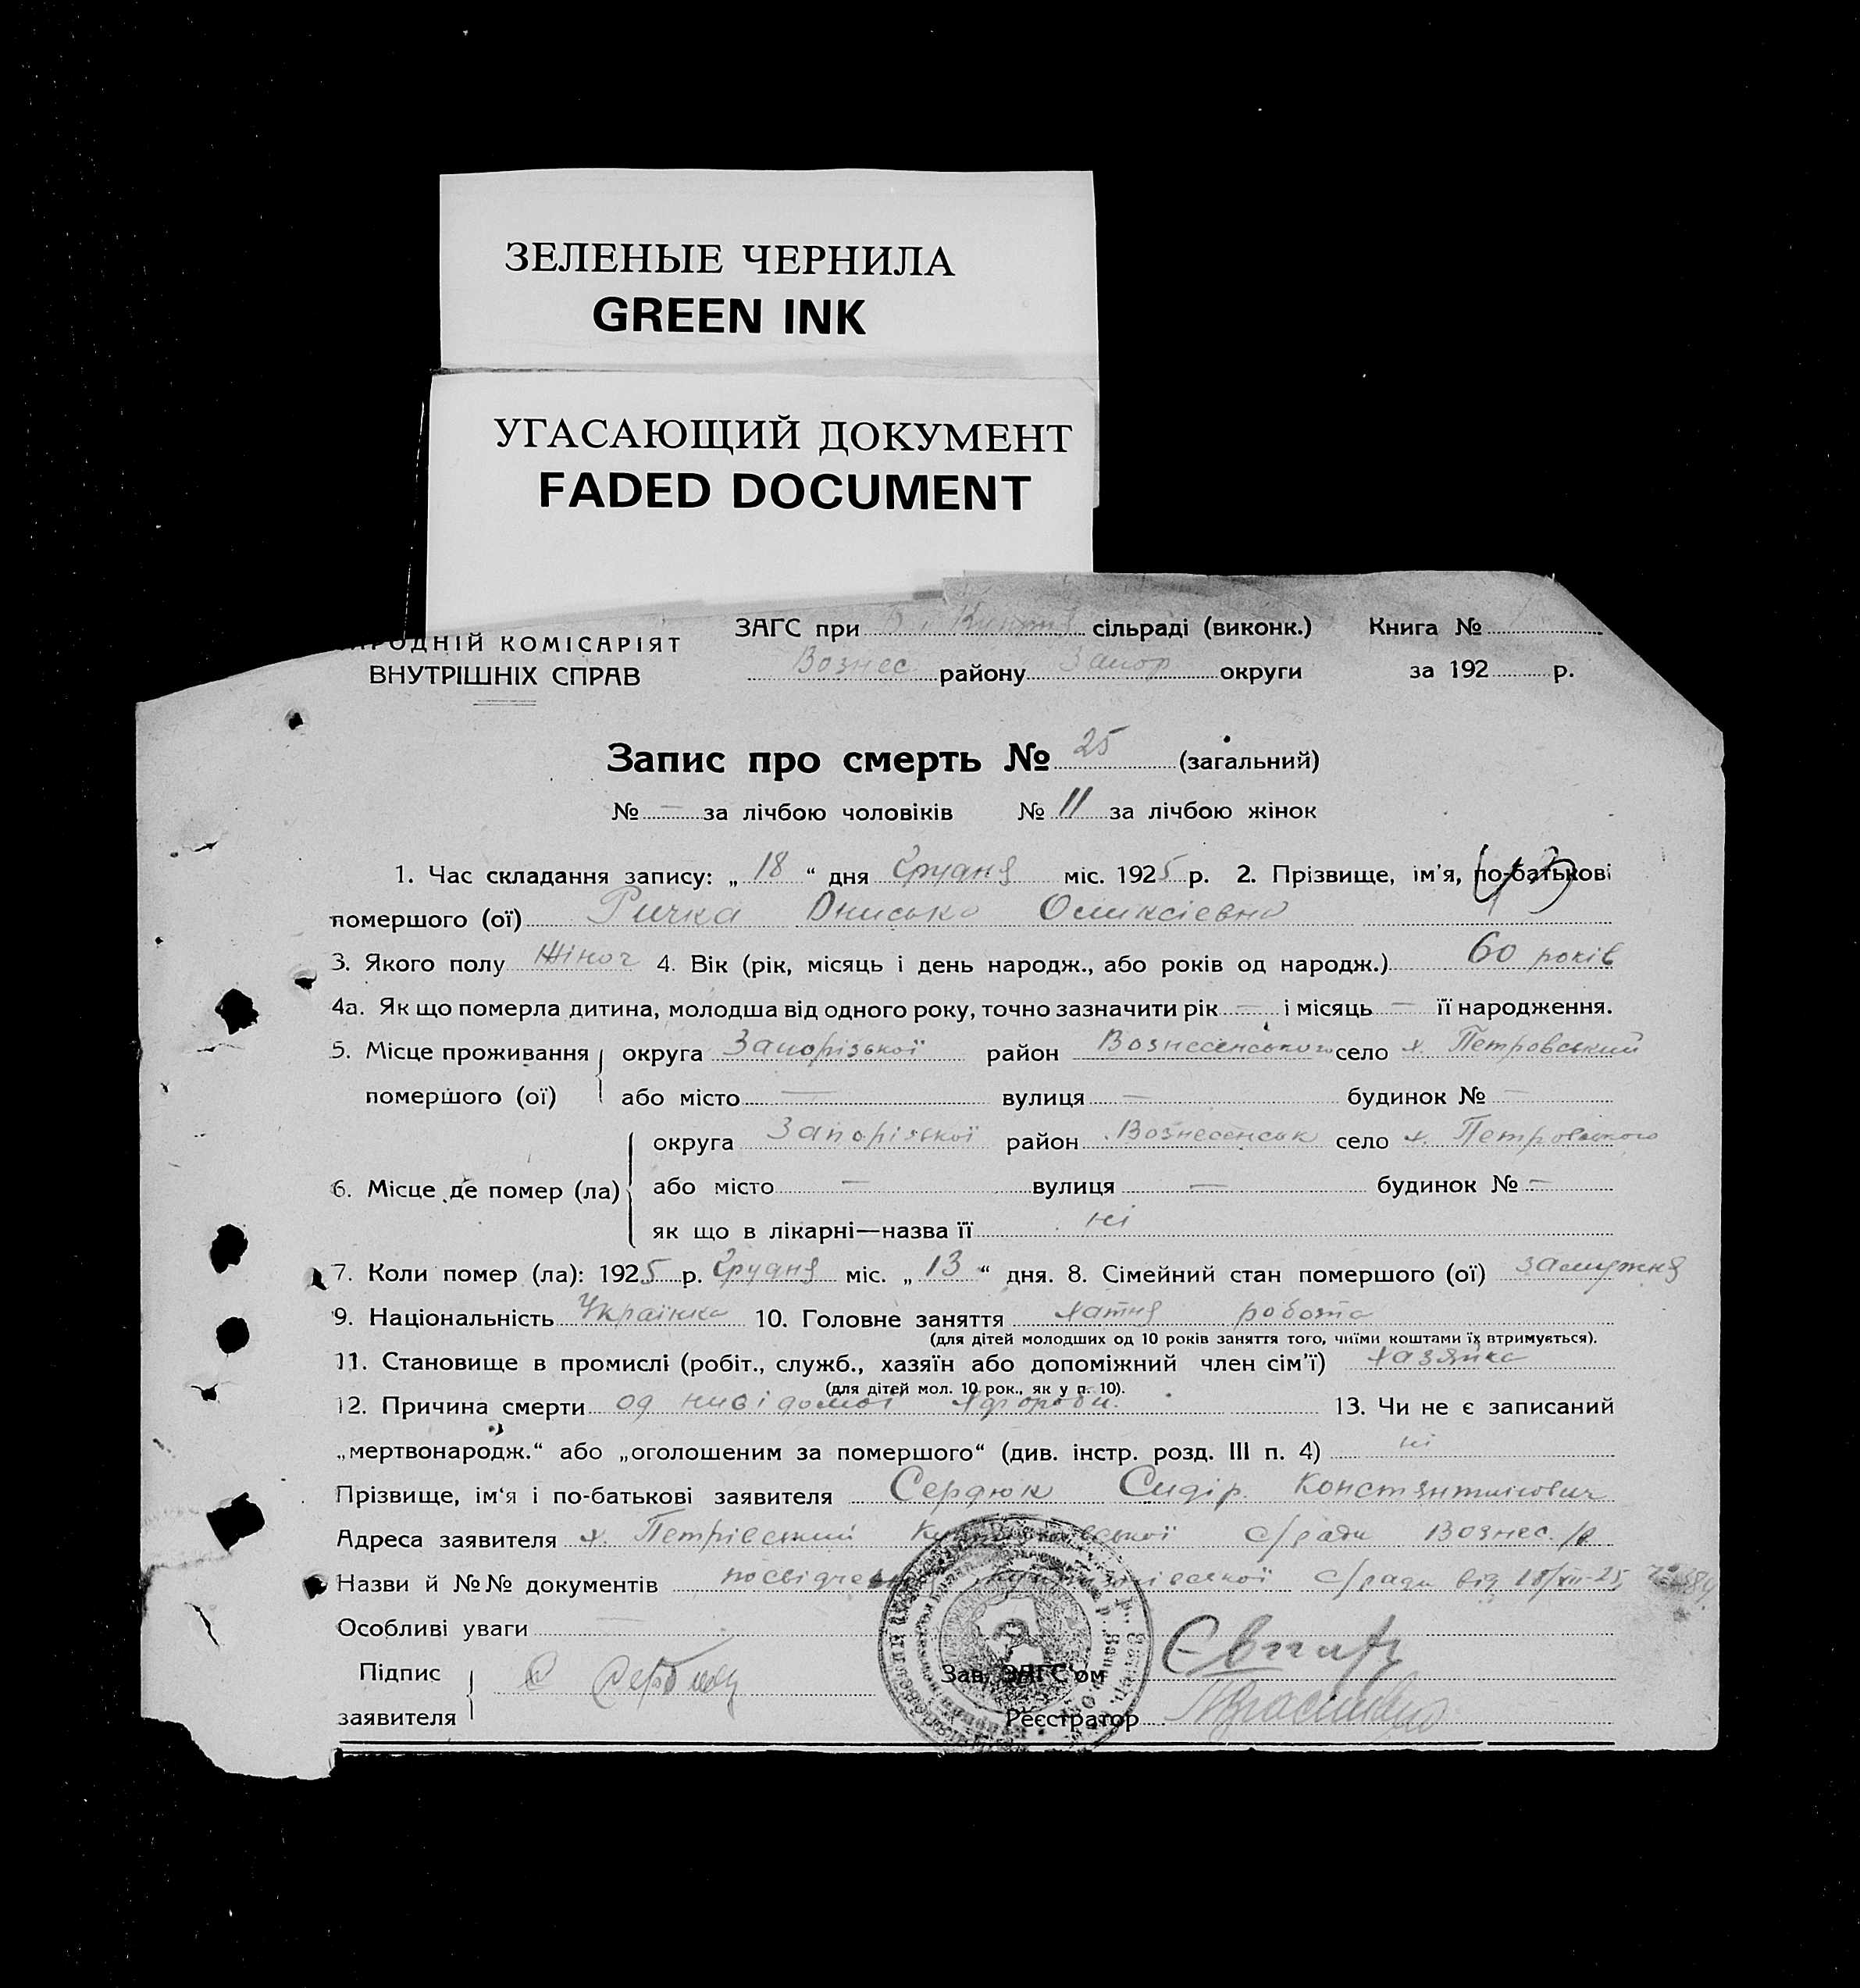 ЗЕЛЕНЫЕ ЧЕРНИЛА
GREEN INK
УГАСАЮЩИЙ ДОКУМЕНТ
FADED DOCUMENT
РОДНІЙ КОМІСАРІЯТ
ВНУТРІШНІХ СПРАВ
ЗАГС при сільраді (виконк.) Книга №
Вознес району Запор округи за 192 р.
Запис про смерть № 25 (загальний)
№ — за лічбою чоловіків № 11 за лічбою жінок
1. Час складання запису: „ 18 “ дня Грудня міс. 1925 р. 2. Прізвище, ім'я, по-батькові
помершого (ої) Ричка Ониська Оликсіевна
3. Якого полу Жіноч 4. Вік (рік, місяць і день народж., або років од народж.) 60 років
4а. Як що померла дитина, молодша від одного року, точно зазначити рік — і місяць — її народження.
5. Місце проживання округа Запорізької район Вознесенського село х. Петровський
помершого (ої) або місто — вулиця — будинок № —
округа Запорізької район Вознесенськ село х. Петровського
6. Місце де помер (ла) або місто — вулиця — будинок № —
як що в лікарні—назва її ні
7. Коли помер (ла): 1925 р. Грудня міс. „ 13 “ дня. 8. Сімейний стан помершого (ої) замужня
9. Національність Українка 10. Головне заняття хатня робота
(для дітей молодших од 10 років заняття того, чиїми коштами їх втримується).
11. Становище в промислі (робіт., служб., хазяїн або допоміжний член сім'ї) хазяйка
(для дітей мол. 10 рок., як у п. 10).
12. Причина смерти од нивідомої 13. Чи не є записаний
„мертвонародж.“ або „оголошеним за помершого“ (див. інстр. розд. III п. 4) ні
Прізвище, ім‘я і по-батькові заявителя Сердюк Сидір Константинович
Адреса заявителя х. Петрівський с/ради Вознес. р
Назви й №№ документів посвідчення с/ради від 18/XII-25
Особливі уваги —
Підпис
заявителя
Зав. ЗАГС'ом
Реєстратор